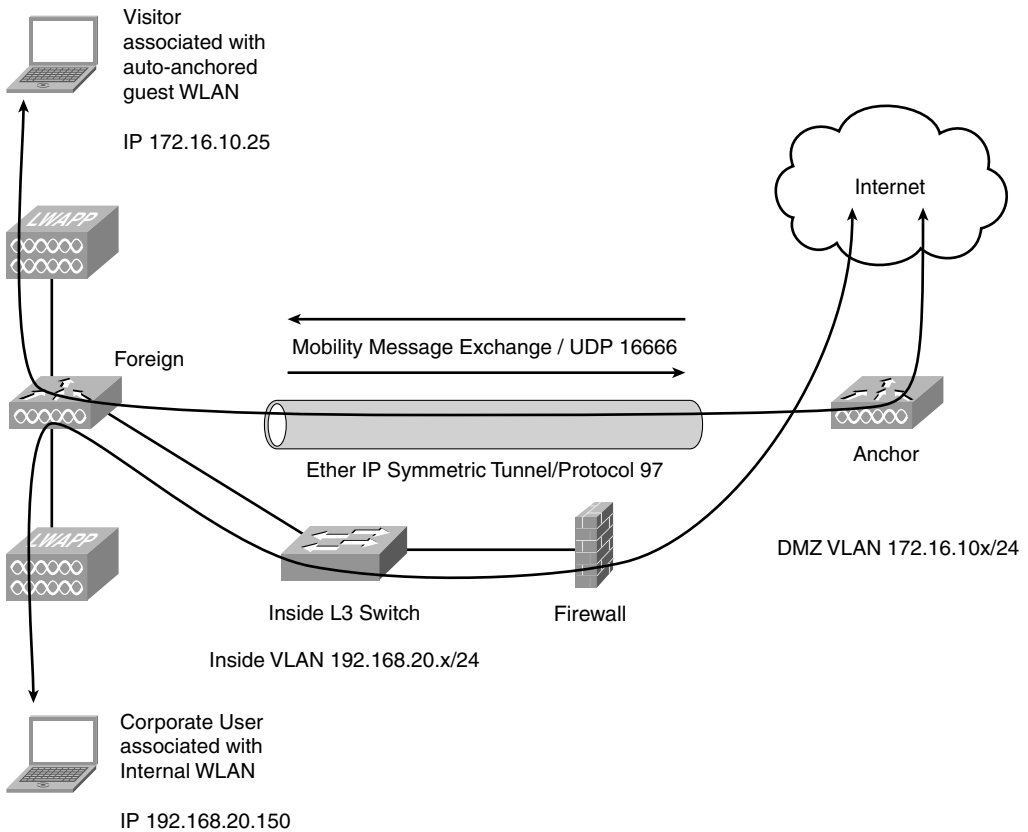 Visitor
associated with
auto-anchored
guest WLAN
IP 172.16.10.25
LWAPP
Internet
Mobility Message Exchange / UDP 16666
Foreign
Ether IP Symmetric Tunnel/Protocol 97
Anchor
LWAPP
DMZ VLAN 172.16.10x/24
Inside L3 Switch
Firewall
Inside VLAN 192.168.20.x/24
Corporate User
associated with
Internal WLAN
IP 192.168.20.150